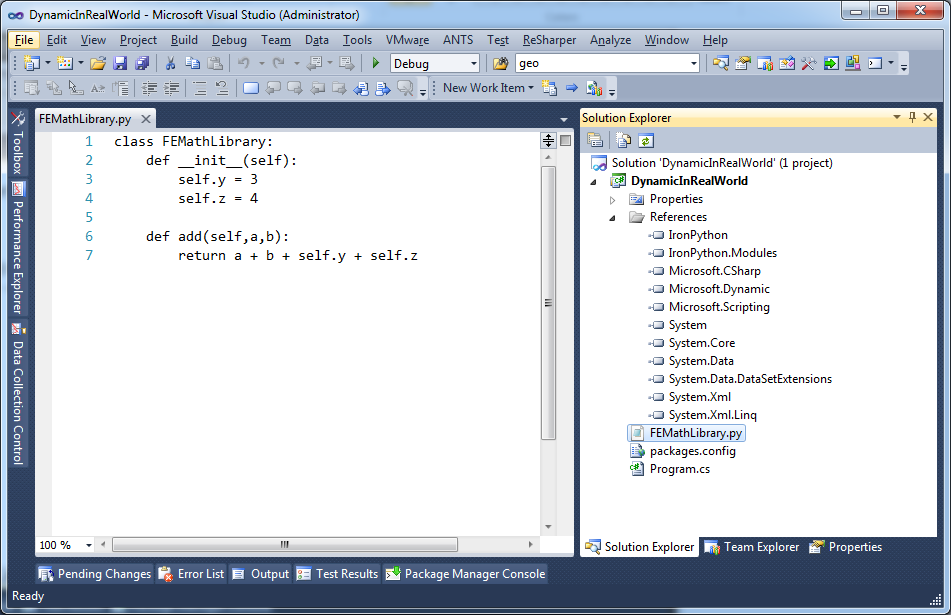 DynamicInRealWorld - Microsoft Visual Studio (Administrator)
File Edit View Project Build Debug Team Data Tools VMware ANTS Test ReSharper Analyze Window Help
Debug geo
New Work Item
FEMathLibrary.py
1 class FEMathLibrary:
2     def __init__(self):
3         self.y = 3
4         self.z = 4
5
6     def add(self,a,b):
7         return a + b + self.y + self.z
100 %
Toolbox
Performance Explorer
Data Collection Control
Solution Explorer
Solution 'DynamicInRealWorld' (1 project)
DynamicInRealWorld
Properties
References
IronPython
IronPython.Modules
Microsoft.CSharp
Microsoft.Dynamic
Microsoft.Scripting
System
System.Core
System.Data
System.Data.DataSetExtensions
System.Xml
System.Xml.Linq
FEMathLibrary.py
packages.config
Program.cs
Solution Explorer Team Explorer Properties
Pending Changes Error List Output Test Results Package Manager Console
Ready